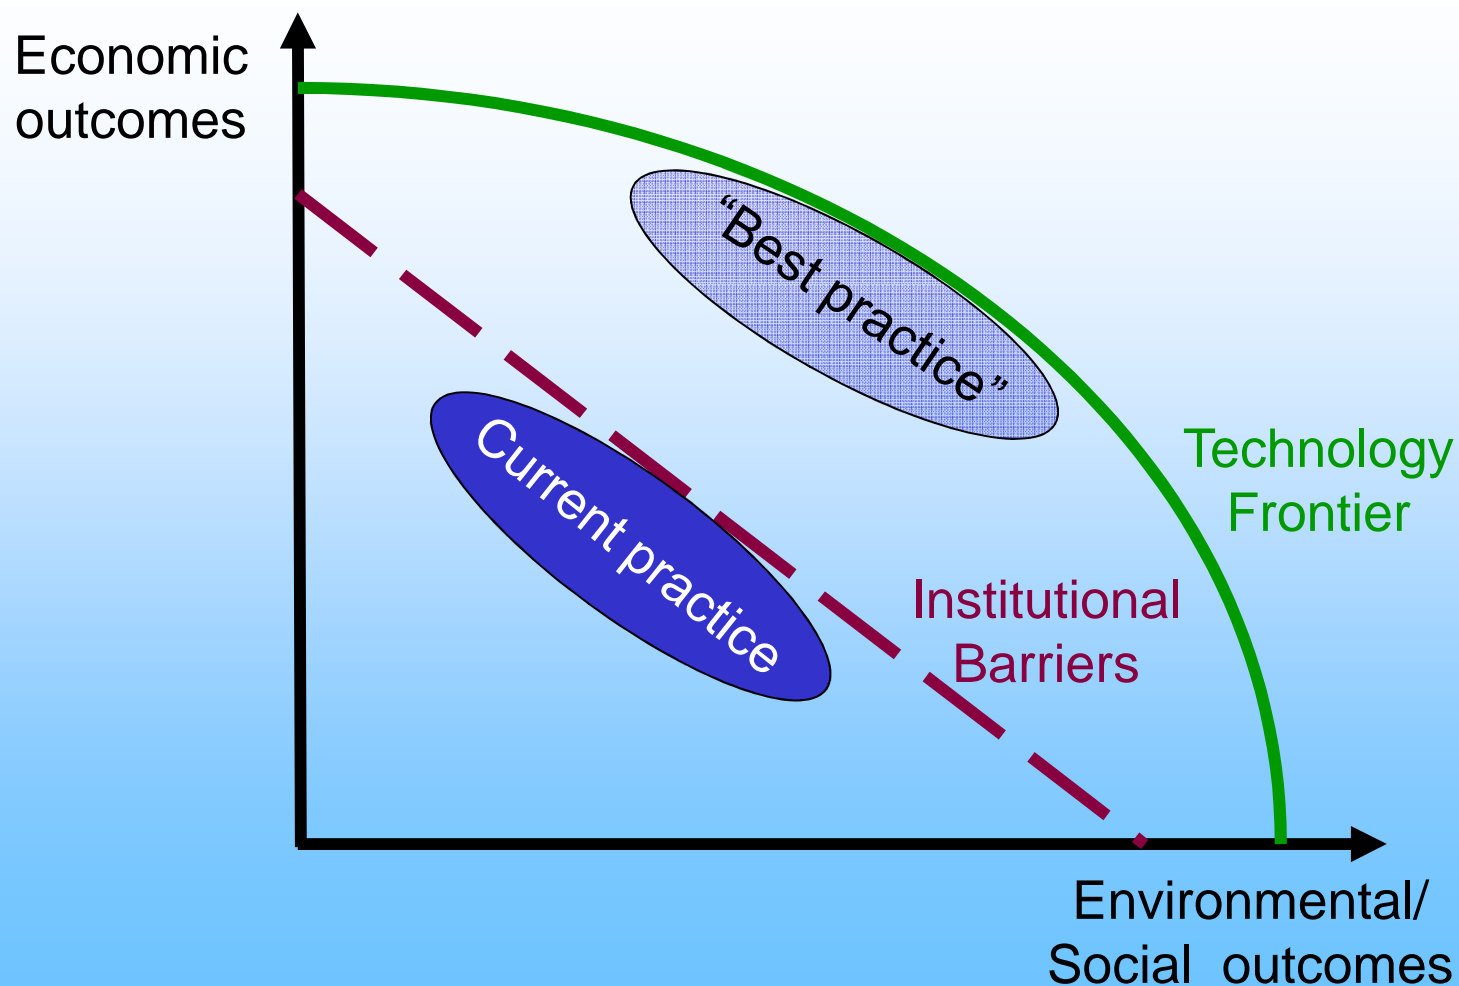 Economic
outcomes
“Best practice”
Current practice
Technology
Frontier
Institutional
Barriers
Environmental/
Social outcomes